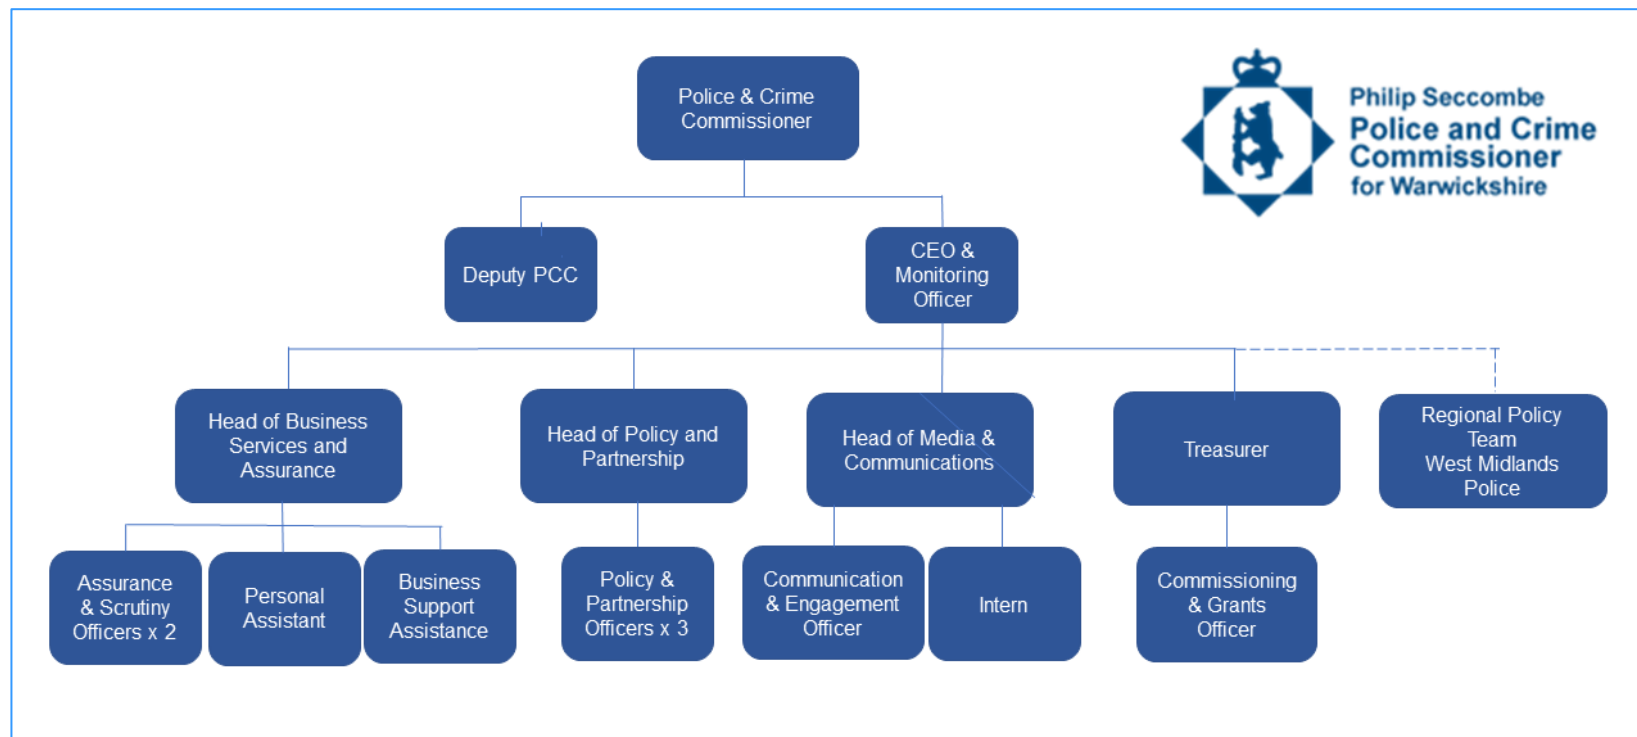 Police & Crime
Commissioner
Philip Seccombe
Police and Crime
Commissioner
for Warwickshire
Deputy PCC
CEO &
Monitoring
Officer
Head of Business
Services and
Assurance
Head of Policy and
Partnership
Head of Media &
Communications
Treasurer
Regional Policy
Team
West Midlands
Police
Assurance
& Scrutiny
Officers x 2
Personal
Assistant
Business
Support
Assistance
Policy &
Partnership
Officers x 3
Communication
& Engagement
Officer
Intern
Commissioning
& Grants
Officer